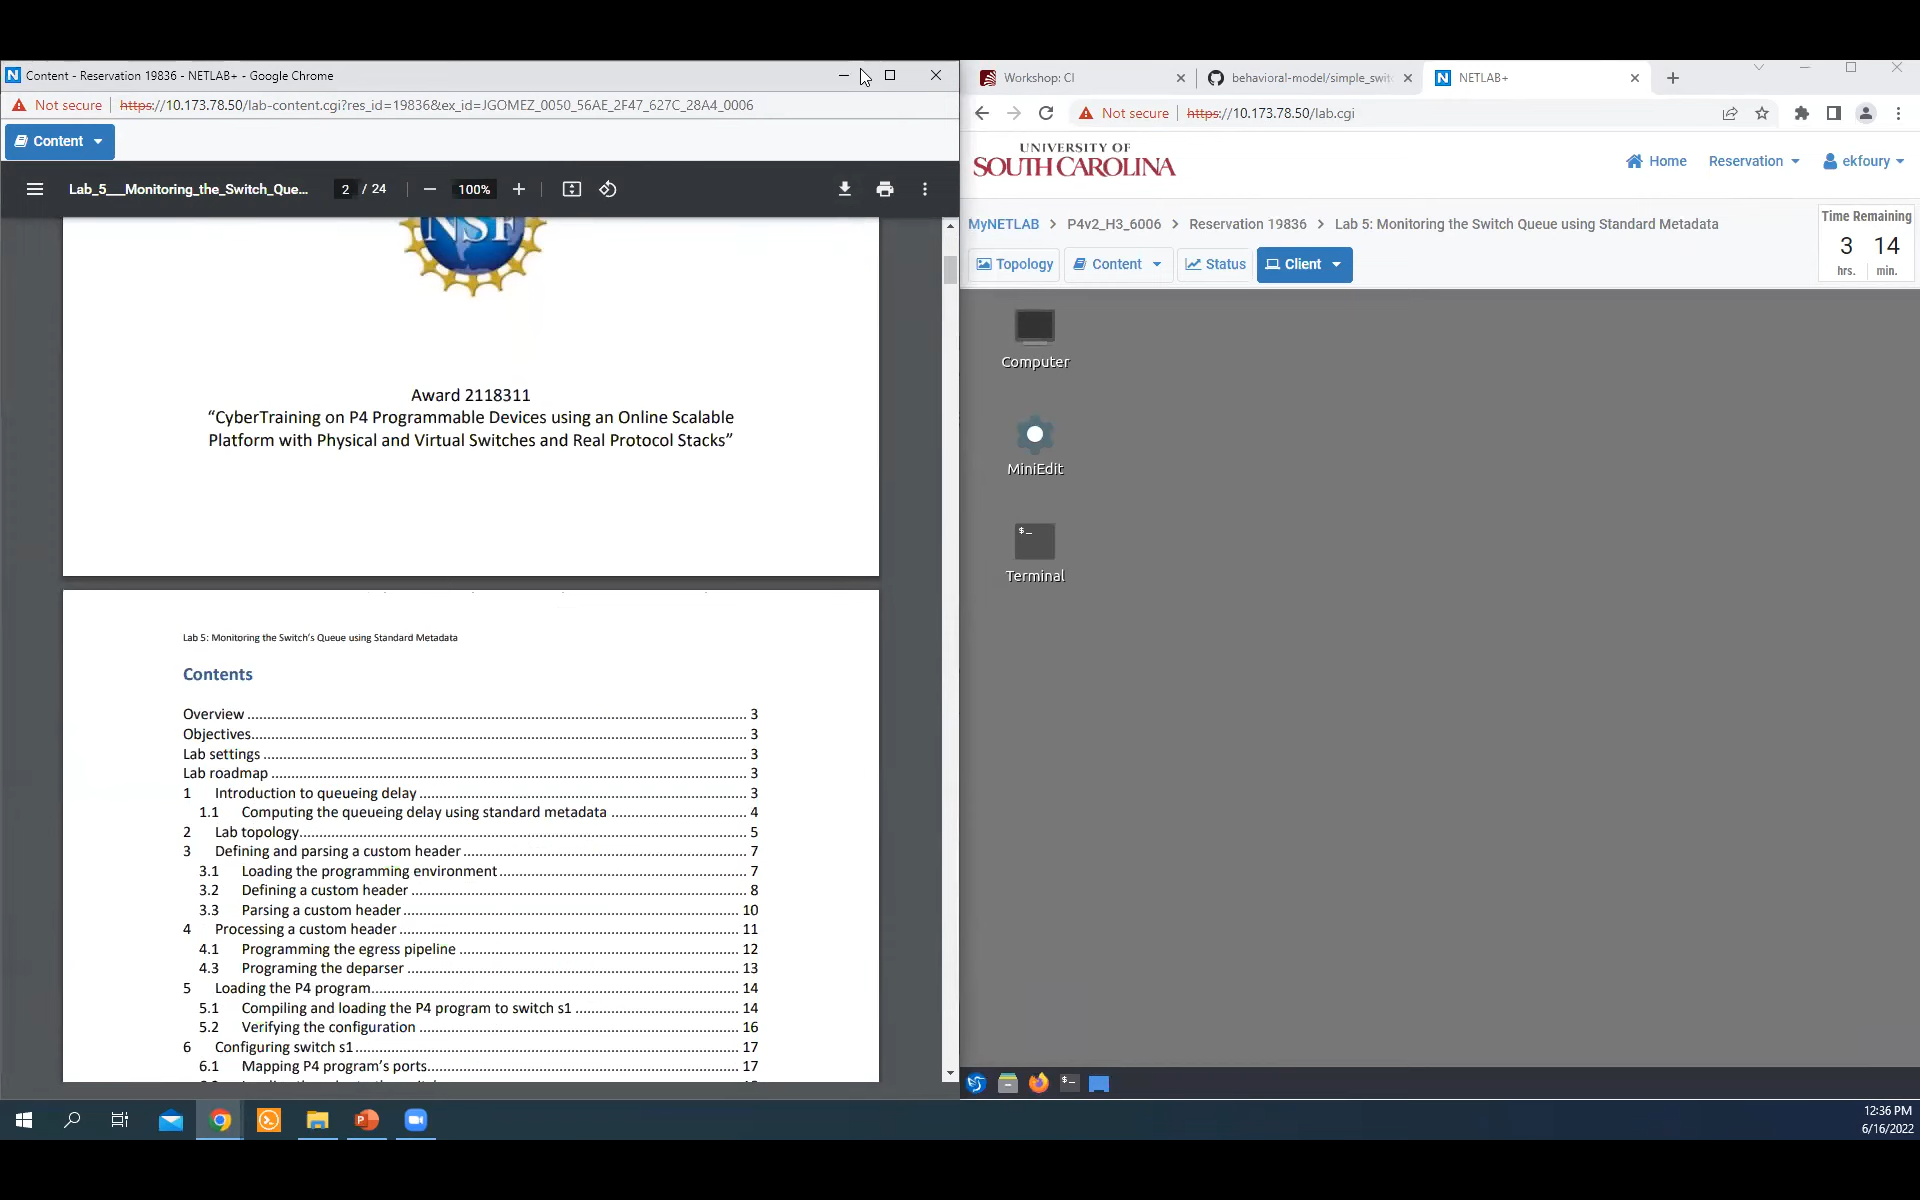 Content - Reservation 19836 - NETLAB+ - Google Chrome
Not secure https://10.173.78.50/lab-content.cgi?res_id=19836&ex_id=JGOMEZ_0050_56AE_2F47_627C_28A4_0006
Content
Lab_5__Monitoring_the_Switch_Que... 2 / 24 100%
NSF
Award 2118311
“CyberTraining on P4 Programmable Devices using an Online Scalable
Platform with Physical and Virtual Switches and Real Protocol Stacks”
Lab 5: Monitoring the Switch’s Queue using Standard Metadata
Contents
Overview 3
Objectives 3
Lab settings 3
Lab roadmap 3
1 Introduction to queueing delay 3
1.1 Computing the queueing delay using standard metadata 4
2 Lab topology 5
3 Defining and parsing a custom header 7
3.1 Loading the programming environment 7
3.2 Defining a custom header 8
3.3 Parsing a custom header 10
4 Processing a custom header 11
4.1 Programming the egress pipeline 12
4.3 Programing the deparser 13
5 Loading the P4 program 14
5.1 Compiling and loading the P4 program to switch s1 14
5.2 Verifying the configuration 16
6 Configuring switch s1 17
6.1 Mapping P4 program’s ports 17
Workshop: CI
behavioral-model/simple_swit
NETLAB+
Not secure https://10.173.78.50/lab.cgi
UNIVERSITY OF
SOUTH CAROLINA
Home Reservation ekfoury
MyNETLAB > P4v2_H3_6006 > Reservation 19836 > Lab 5: Monitoring the Switch Queue using Standard Metadata
Time Remaining
3 14
hrs. min.
Topology Content Status Client
Computer
MiniEdit
$_
Terminal
12:36 PM
6/16/2022